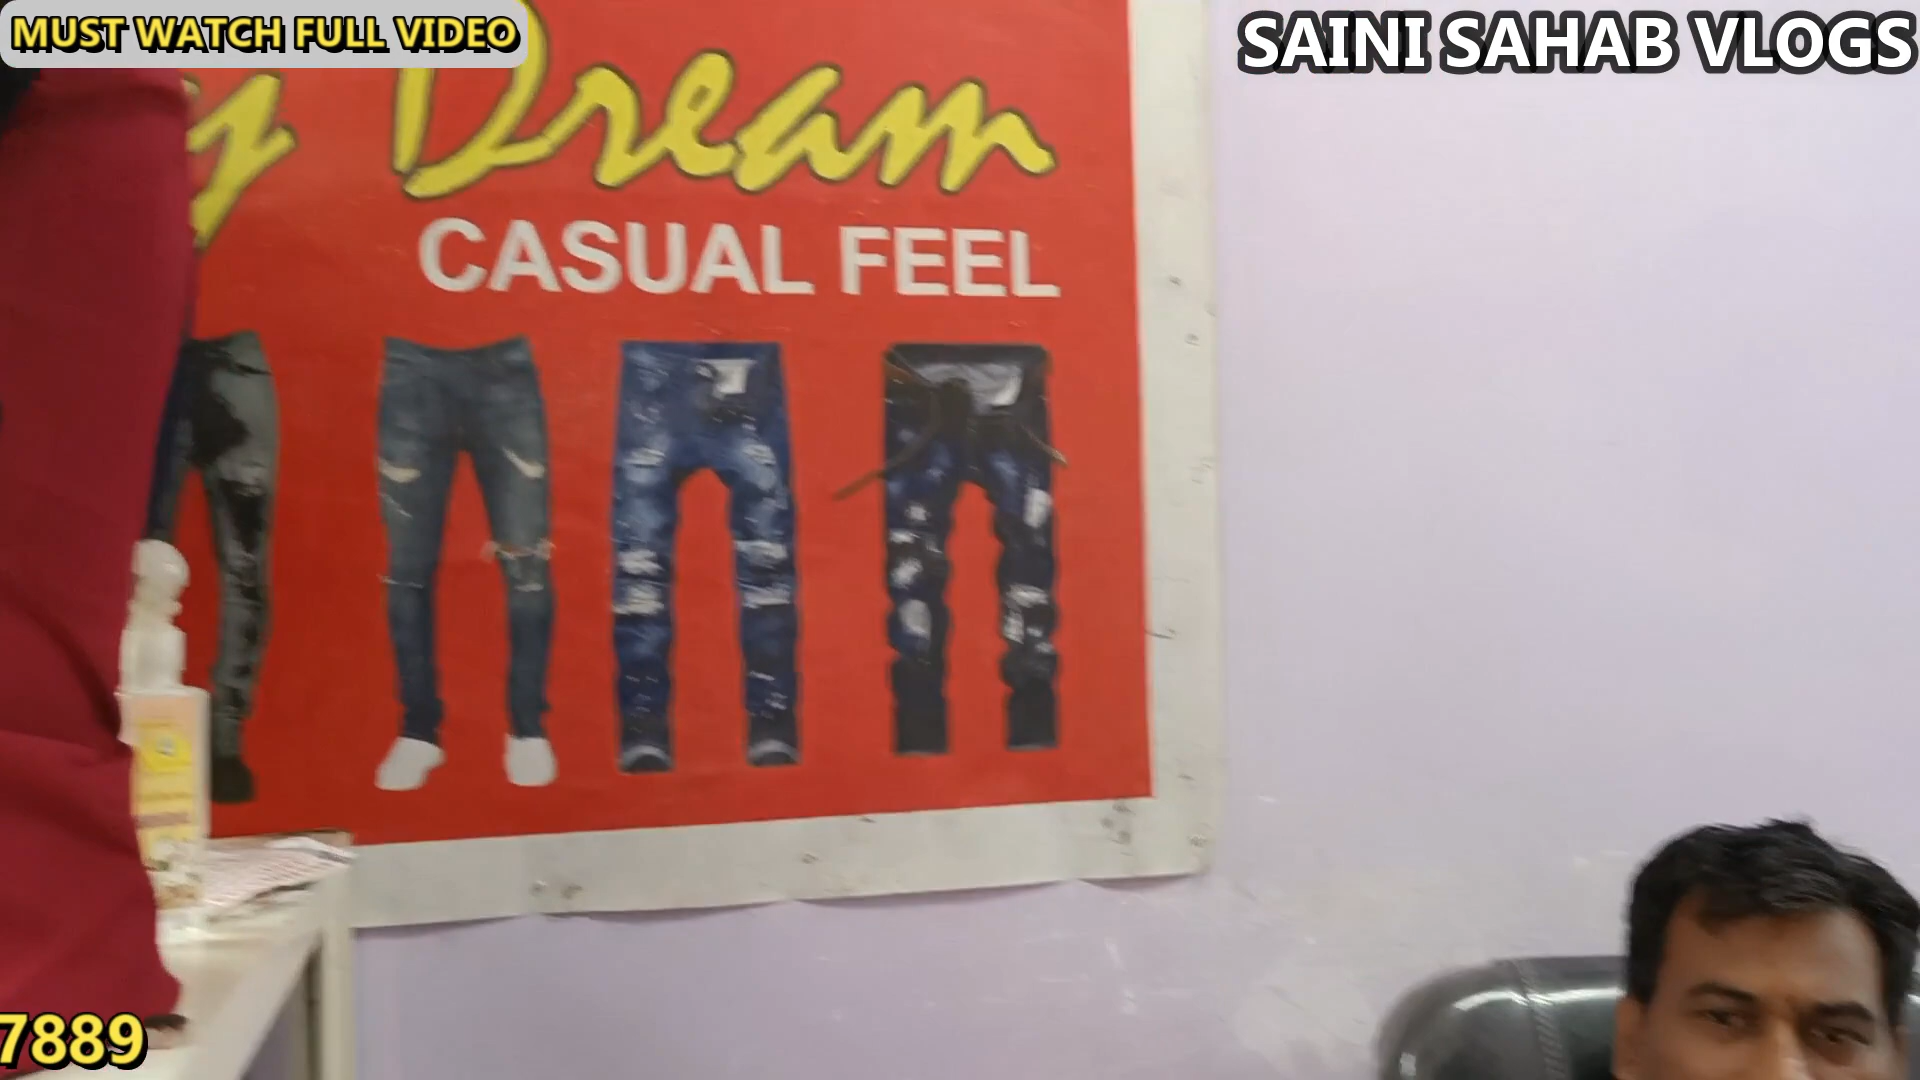 MUST WATCH FULL VIDEO
SAINI SAHAB VLOGS
y Dream
CASUAL FEEL
7889